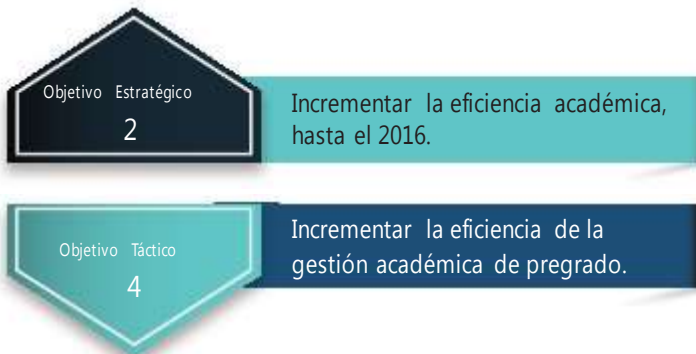 Objetivo Estratégico
2
Incrementar la eficiencia académica,
hasta el 2016.
Objetivo Táctico
4
Incrementar la eficiencia de la
gestión académica de pregrado.